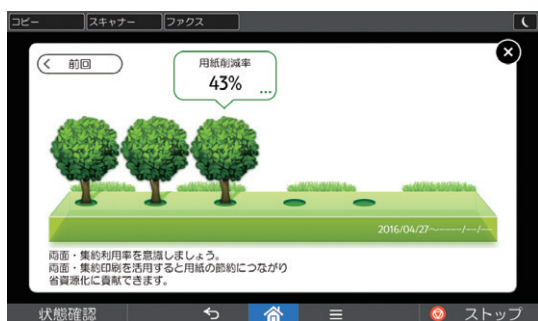 コピー
スキャナー
ファクス
前回
用紙削減率
43%
...
2016/04/27~----/--/--
両面・集約利用率を意識しましょう。
両面・集約印刷を活用すると用紙の節約につながり
省資源化に貢献できます。
状態確認
ストップ